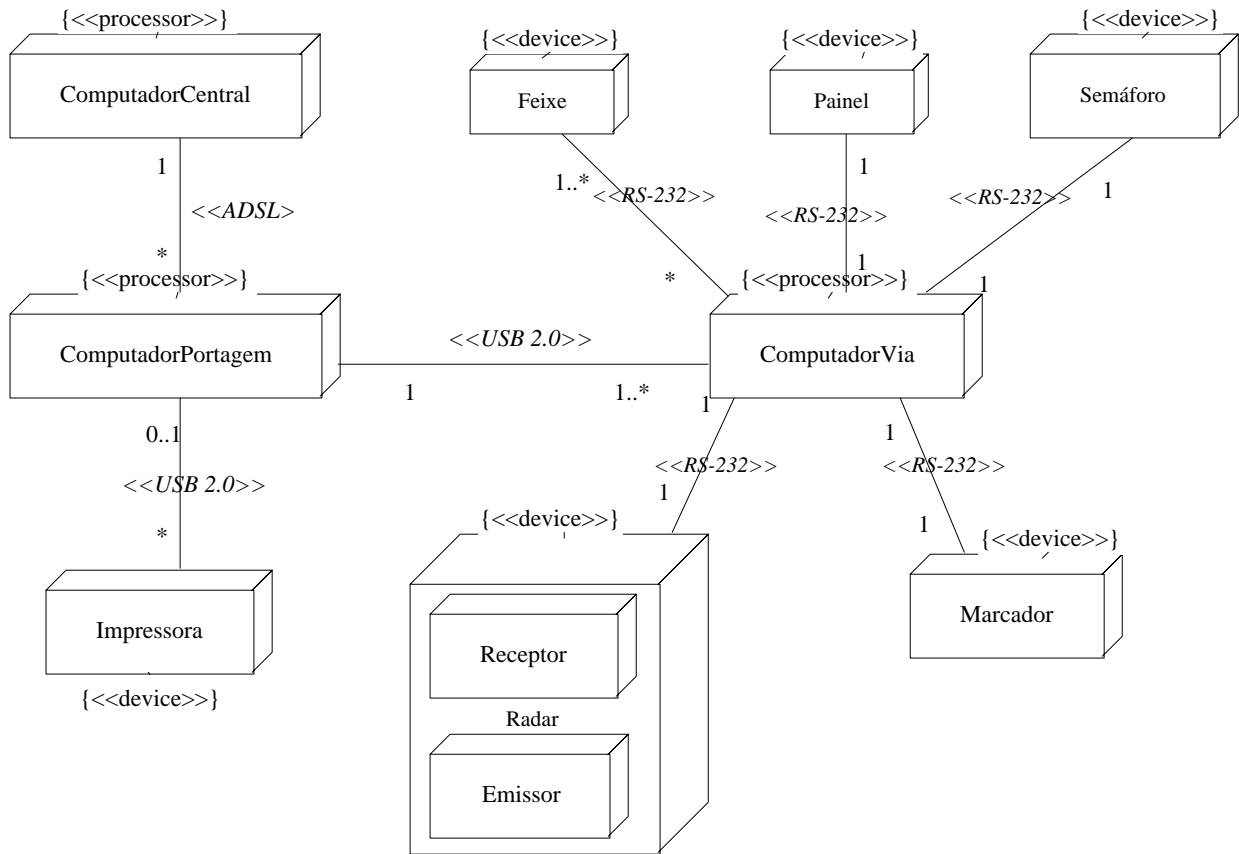 {<<processor>>}
ComputadorCentral
1
<<ADSL>
*
{<<device>>}
Feixe
1..*
<<RS-232>>
*
{<<device>>}
Painel
1
<<RS-232>>
1
{<<device>>}
Semáforo
1
<<RS-232>>
1
{<<processor>>}
ComputadorPortagem
1
<<USB 2.0>>
1..*
{<<processor>>}
ComputadorVia
0..1
<<USB 2.0>>
*
Impressora
{<<device>>}
1
<<RS-232>>
1
{<<device>>}
Receptor
Radar
Emissor
1
<<RS-232>>
1
{<<device>>}
Marcador